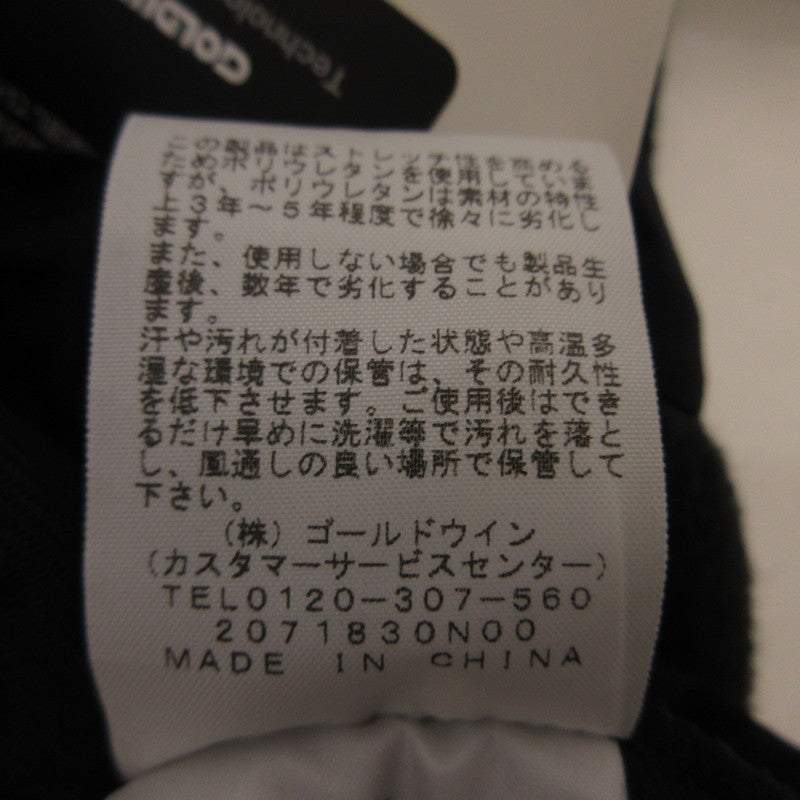 GOLDWIN
Technolo
この製品はストレッチ性を高める
ためポリウレタンを使用していま
すが、ポリウレタンは素材の特性
上3年～5年程度で徐々に劣化し
ます。
また、使用しない場合でも製品生
産後、数年で劣化することがあり
ます。
汗や汚れが付着した状態や高温多
湿な環境での保管は、その耐久性
を低下させます。ご使用後はでき
るだけ早めに洗濯等で汚れを落と
し、風通しの良い場所で保管して
下さい。
(株)ゴールドウイン
(カスタマーサービスセンター)
TEL0120-307-560
2071830N00
MADE IN CHINA